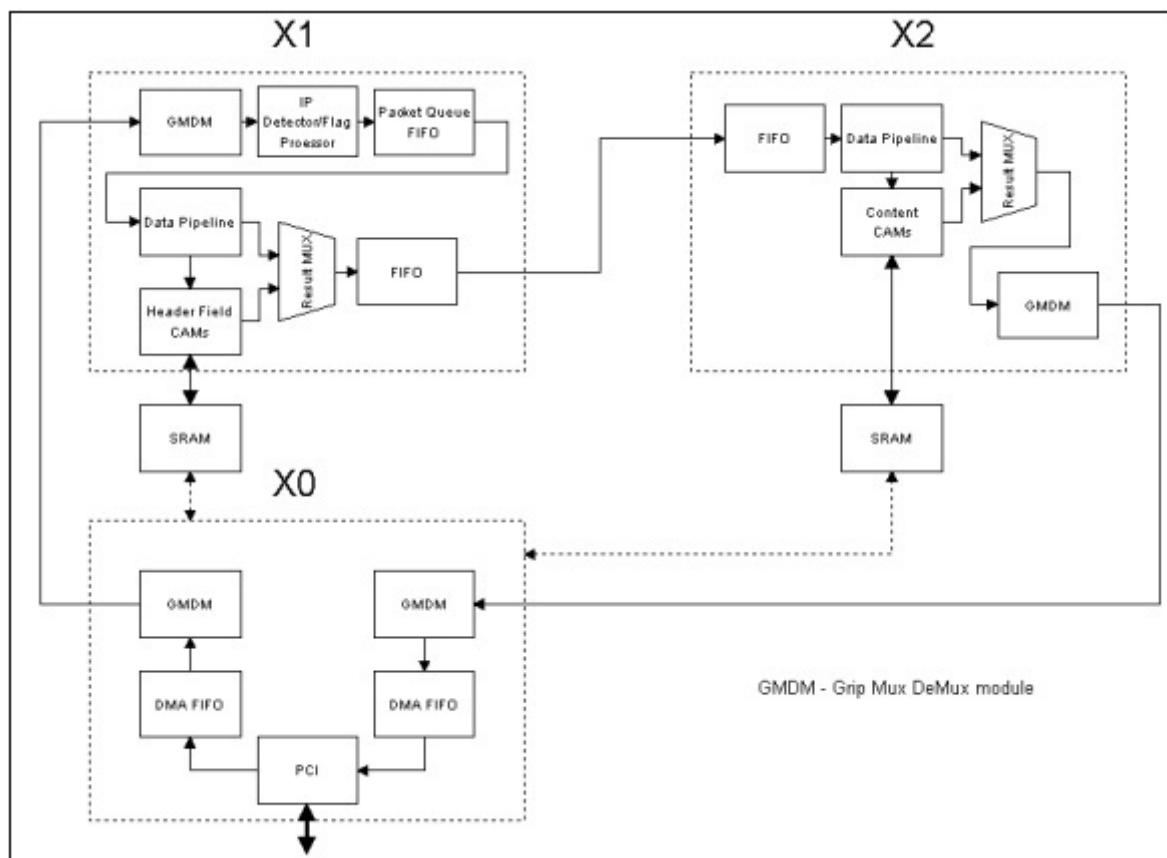 X1
X2
GMDM
IP
Detector/Flag
Proessor
Packet Queue
FIFO
Data Pipeline
Result MUX
FIFO
Header Field
CAMs
SRAM
FIFO
Data Pipeline
Result MUX
Content
CAMs
GMDM
SRAM
X0
GMDM
GMDM
DMA FIFO
DMA FIFO
PCI
GMDM - Grip Mux DeMux module